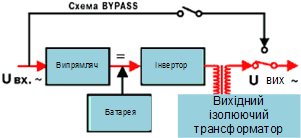 Схема BYPASS
U вх. ~
Випрямляч
=
Інвертор
U вих ~
Батарея
Вихідний
ізолюючий
трансформатор